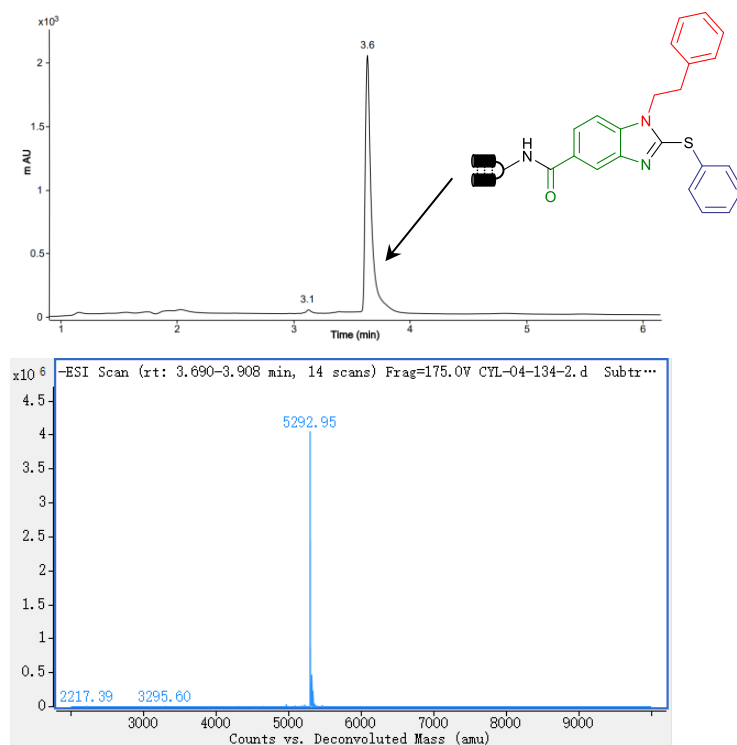 x10³
3.6
2
1.5
m AU
1
0.5
3.1
0
1 2 3 4 5 6
Time (min)
N
N
S
H
N
O
x10 6
-ESI Scan (rt: 3.690-3.908 min, 14 scans) Frag=175.0V CYL-04-134-2.d Subtr⋯
4.5
5292.95
4
3.5
3
2.5
2
1.5
1
0.5
2217.39 3295.60
0
3000 4000 5000 6000 7000 8000 9000
Counts vs. Deconvoluted Mass (amu)